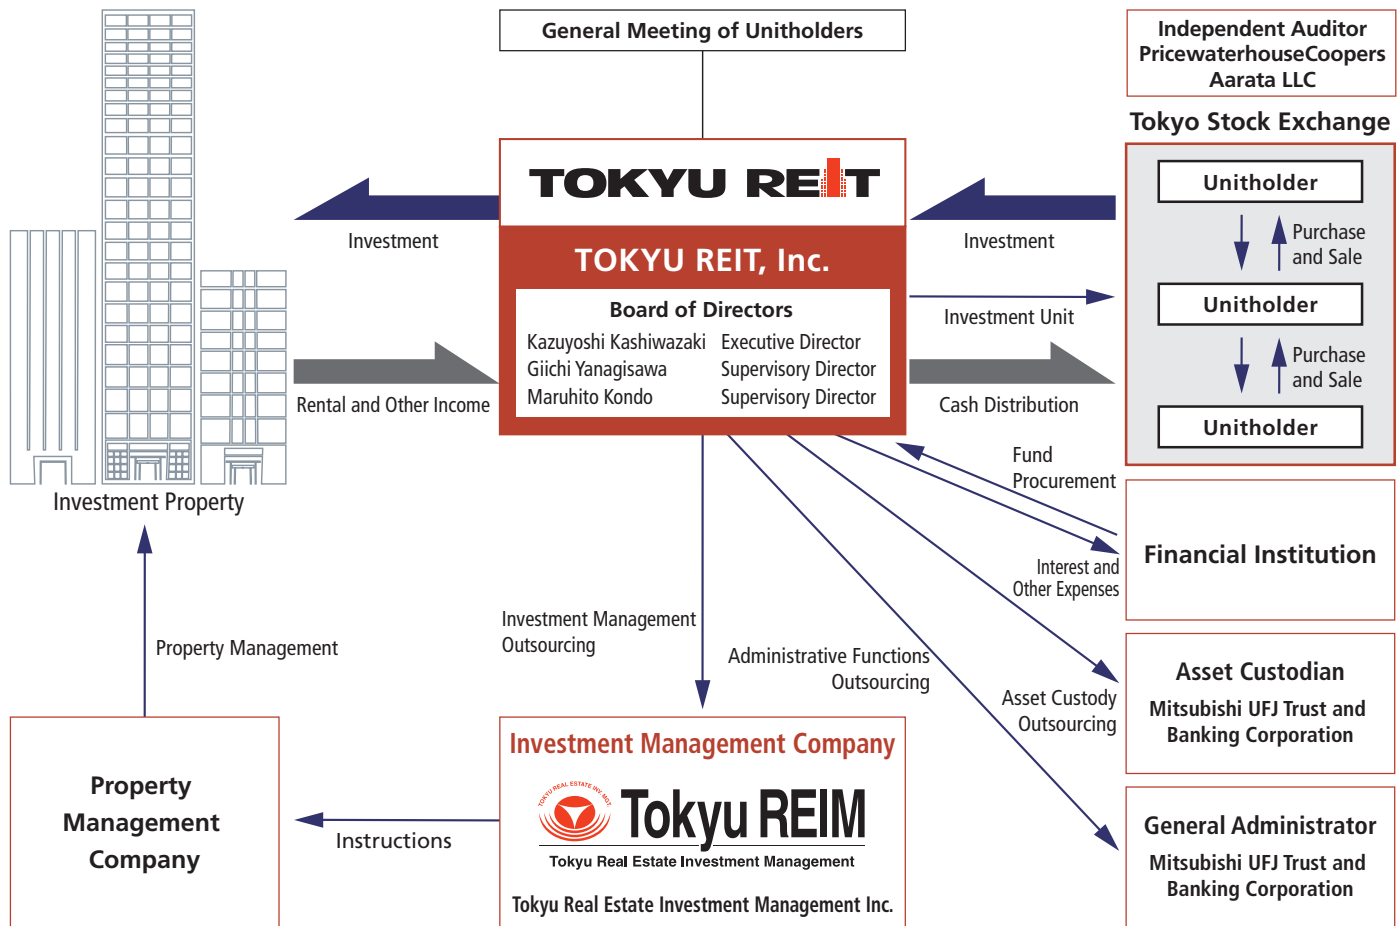 General Meeting of Unitholders
Independent Auditor
PricewaterhouseCoopers
Aarata LLC
Tokyo Stock Exchange
TOKYU REIT
Investment
Investment
TOKYU REIT, Inc.
Board of Directors
Kazuyoshi Kashiwazaki Executive Director
Giichi Yanagisawa Supervisory Director
Maruhito Kondo Supervisory Director
Investment Unit
Rental and Other Income
Cash Distribution
Unitholder
Purchase
and Sale
Unitholder
Purchase
and Sale
Unitholder
Investment Property
Fund
Procurement
Interest and
Other Expenses
Financial Institution
Property Management
Investment Management
Outsourcing
Administrative Functions
Outsourcing
Asset Custody
Outsourcing
Asset Custodian
Mitsubishi UFJ Trust and
Banking Corporation
Property
Management
Company
Instructions
Investment Management Company
TOKYU REAL ESTATE INV. MGT.
Tokyu REIM
Tokyu Real Estate Investment Management
Tokyu Real Estate Investment Management Inc.
General Administrator
Mitsubishi UFJ Trust and
Banking Corporation